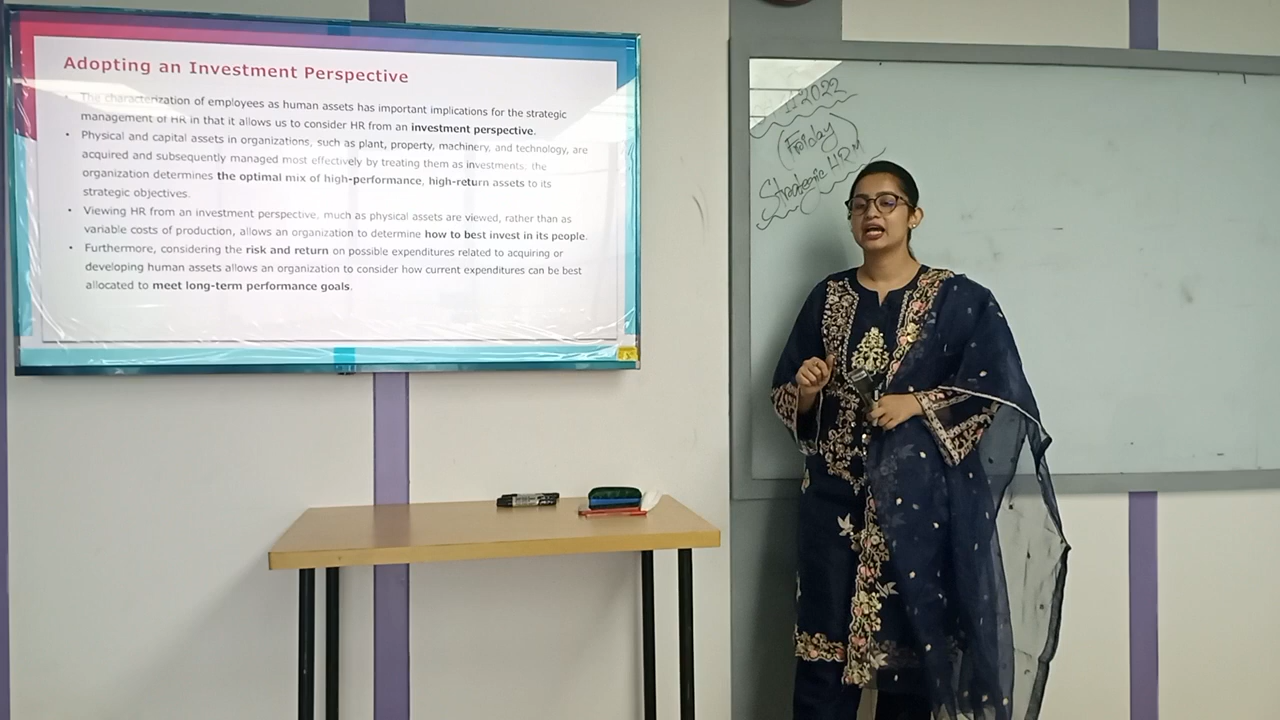 Adopting an Investment Perspective
• The characterization of employees as human assets has important implications for the strategic
management of HR in that it allows us to consider HR from an investment perspective.
• Physical and capital assets in organizations, such as plant, property, machinery, and technology, are
acquired and subsequently managed most effectively by treating them as investments. the
organization determines the optimal mix of high-performance, high-return assets to its
strategic objectives.
• Viewing HR from an investment perspective, much as physical assets are viewed, rather than as
variable costs of production, allows an organization to determine how to best invest in its people.
• Furthermore, considering the risk and return on possible expenditures related to acquiring or
developing human assets allows an organization to consider how current expenditures can be best
allocated to meet long-term performance goals.
2022
(Friday)
Strategic HRM